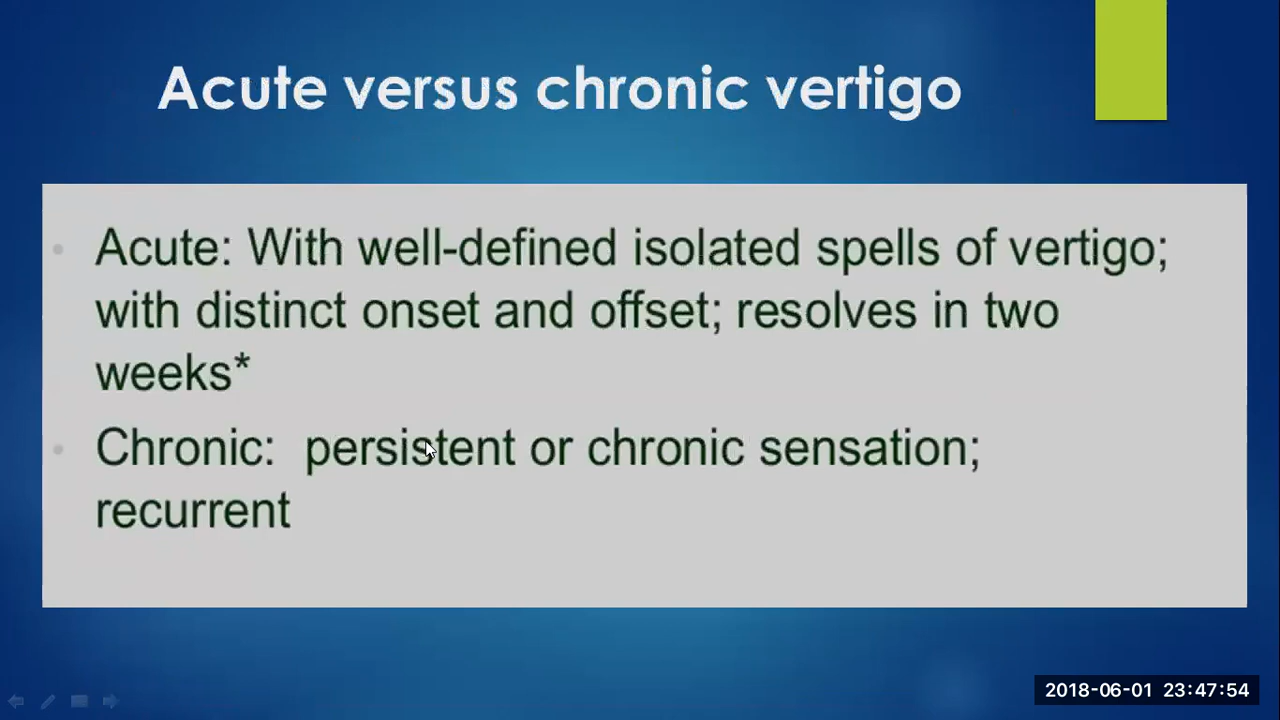 Acute versus chronic vertigo
Acute: With well-defined isolated spells of vertigo;
with distinct onset and offset; resolves in two
weeks*
Chronic:  persistent or chronic sensation;
recurrent
2018-06-01 23:47:54